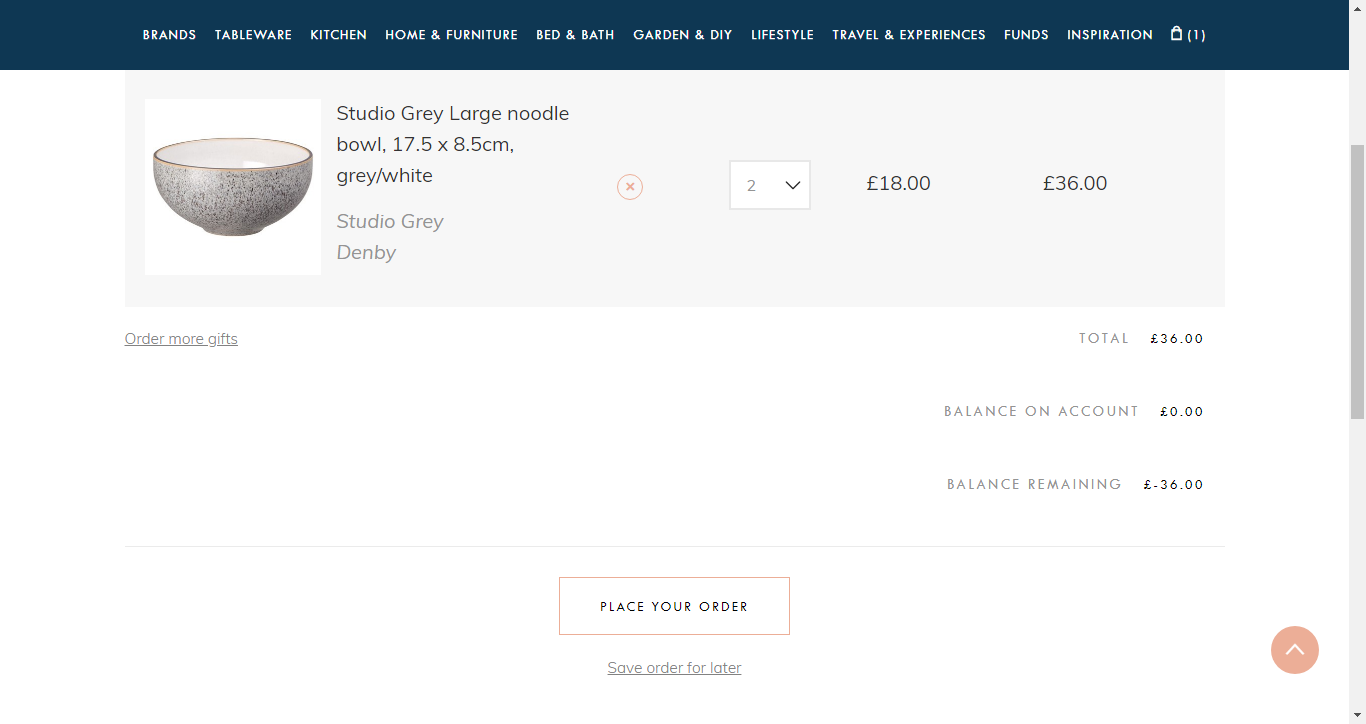 BRANDS TABLEWARE KITCHEN HOME & FURNITURE BED & BATH GARDEN & DIY LIFESTYLE TRAVEL & EXPERIENCES FUNDS INSPIRATION (1)
Studio Grey Large noodle
bowl, 17.5 x 8.5cm,
grey/white
Studio Grey
Denby
2 £18.00 £36.00
Order more gifts
TOTAL £36.00
BALANCE ON ACCOUNT £0.00
BALANCE REMAINING £-36.00
PLACE YOUR ORDER
Save order for later